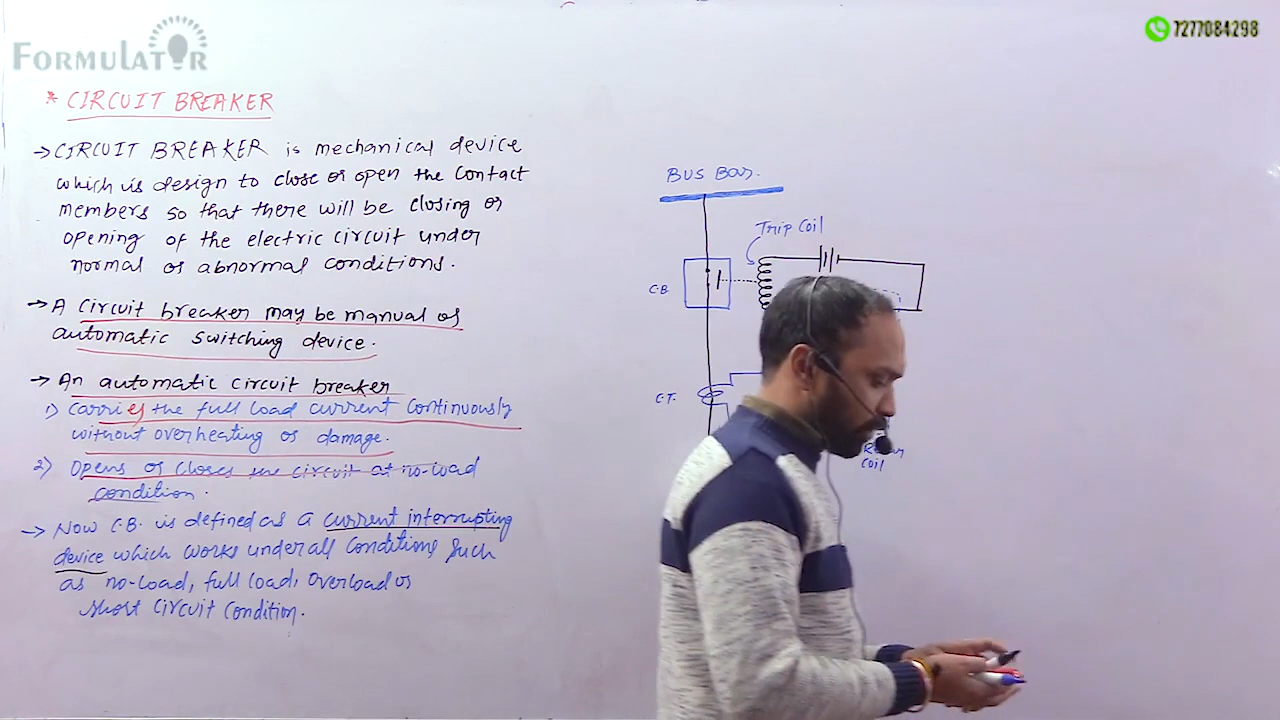 FORMULATOR
7277084298
* CIRCUIT BREAKER
→ CIRCUIT BREAKER is mechanical device
which is design to close or open the contact
members so that there will be closing or
opening of the electric circuit under
normal or abnormal conditions.
→ A circuit breaker may be manual or
automatic switching device.
→ An automatic circuit breaker
1) Carries the full load current continuously
without overheating or damage.
2) Opens or closes the circuit at no-load
condition.
→ Now C.B. is defined as a current interrupting
device which works under all conditions such
as no-load, full load, overload or
short circuit condition.
BUS Bar.
Trip Coil
C.B.
C.T.
Coil